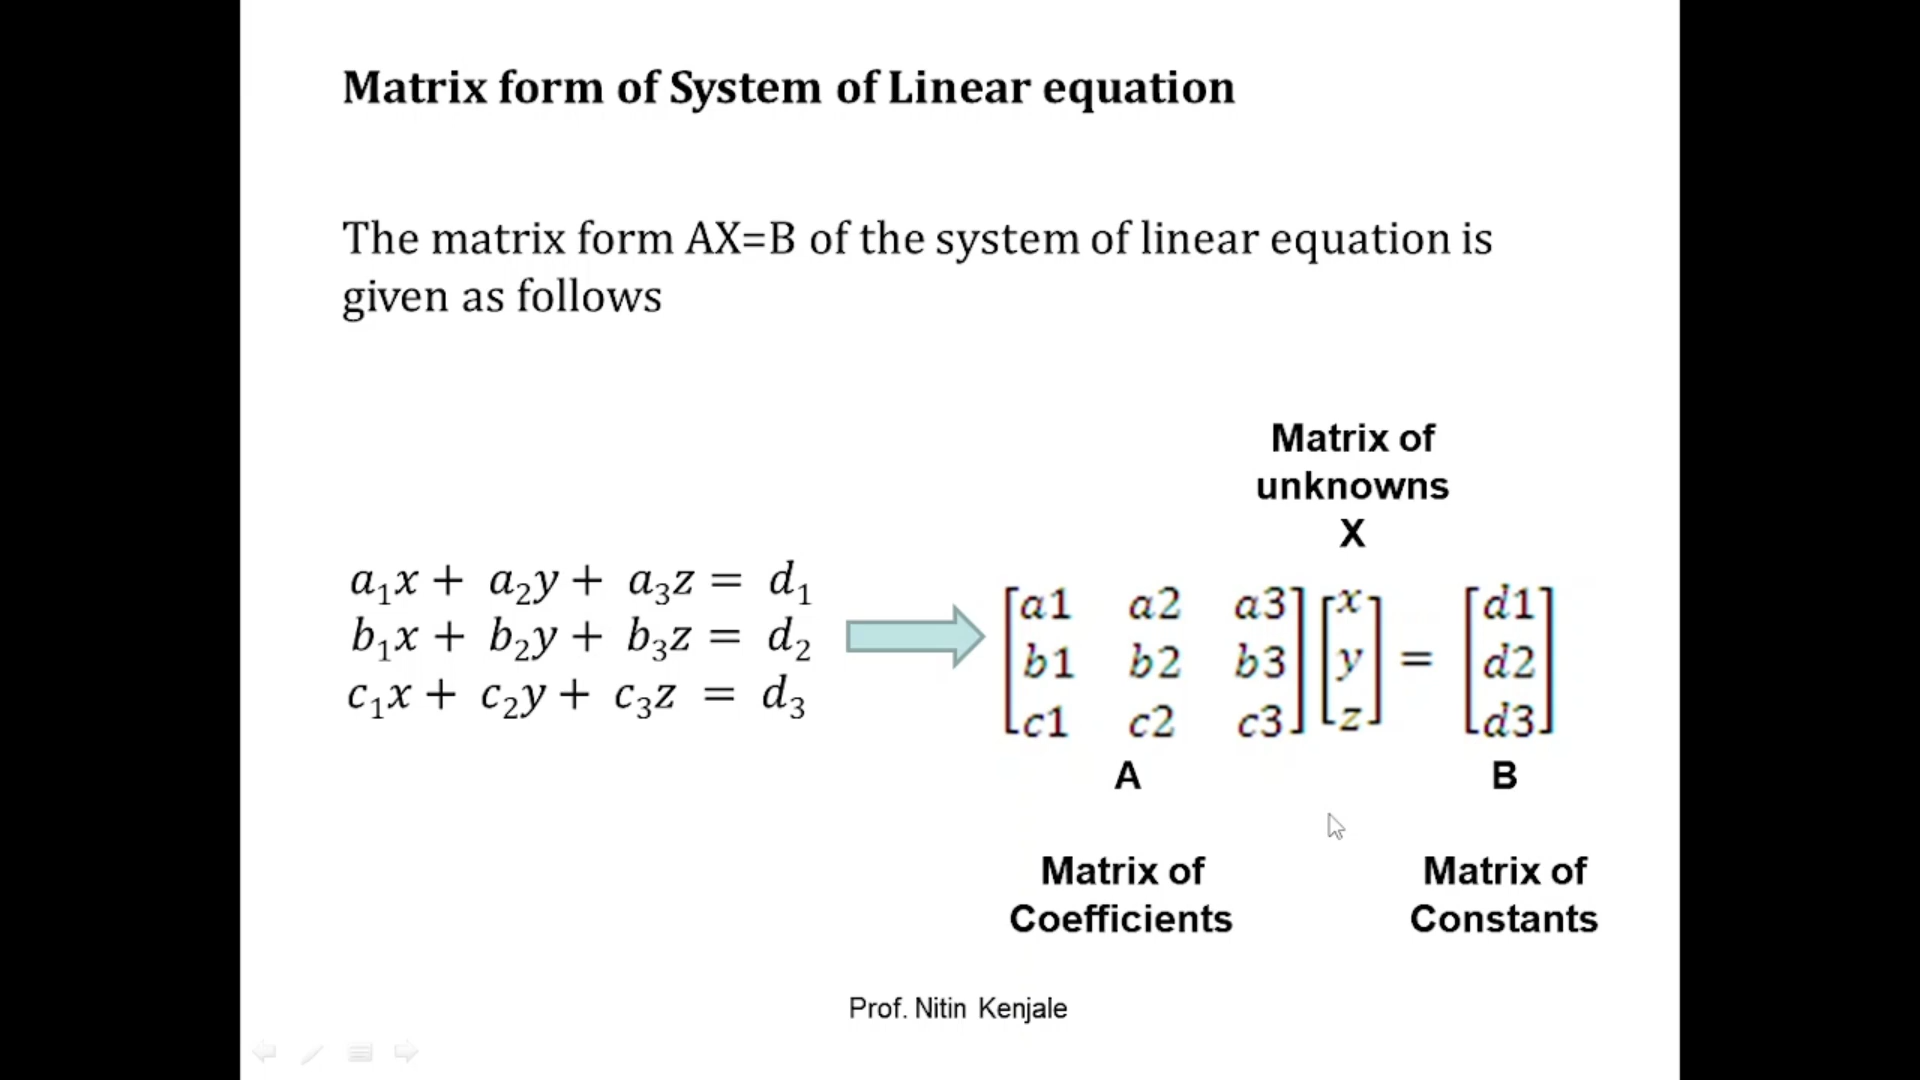 Matrix form of System of Linear equation
The matrix form AX=B of the system of linear equation is
given as follows
a₁x + a₂y + a₃z = d₁
b₁x + b₂y + b₃z = d₂
c₁x + c₂y + c₃z = d₃
Matrix of
unknowns
X
[a1 a2 a3] [x] [d1]
[b1 b2 b3] [y] = [d2]
[c1 c2 c3] [z] [d3]
A B
Matrix of Matrix of
Coefficients Constants
Prof. Nitin Kenjale